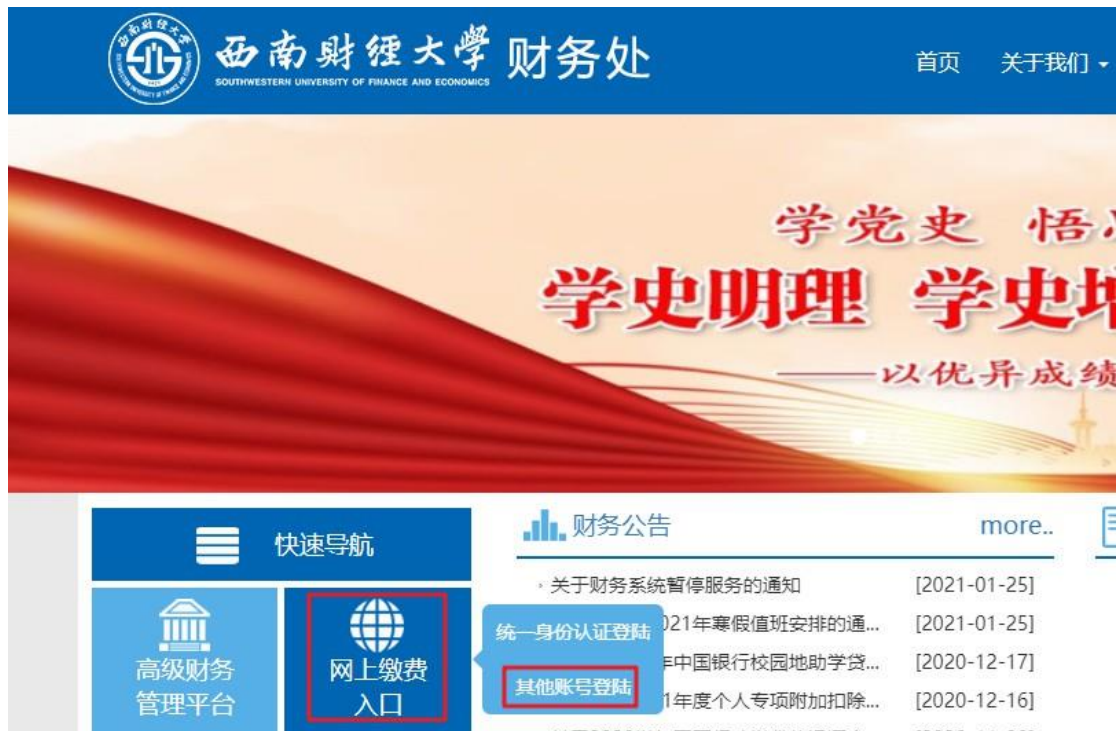 西南财经大學 财务处
SOUTHWESTERN UNIVERSITY OF FINANCE AND ECONOMICS
首页 关于我们
学党史 悟
学史明理 学史
——以优异成绩
快速导航
财务公告 more..
关于财务系统暂停服务的通知 [2021-01-25]
021年寒假值班安排的通... [2021-01-25]
年中国银行校园地助学贷... [2020-12-17]
1年度个人专项附加扣除... [2020-12-16]
高级财务
管理平台
网上缴费
入口
统一身份认证登陆
其他账号登陆